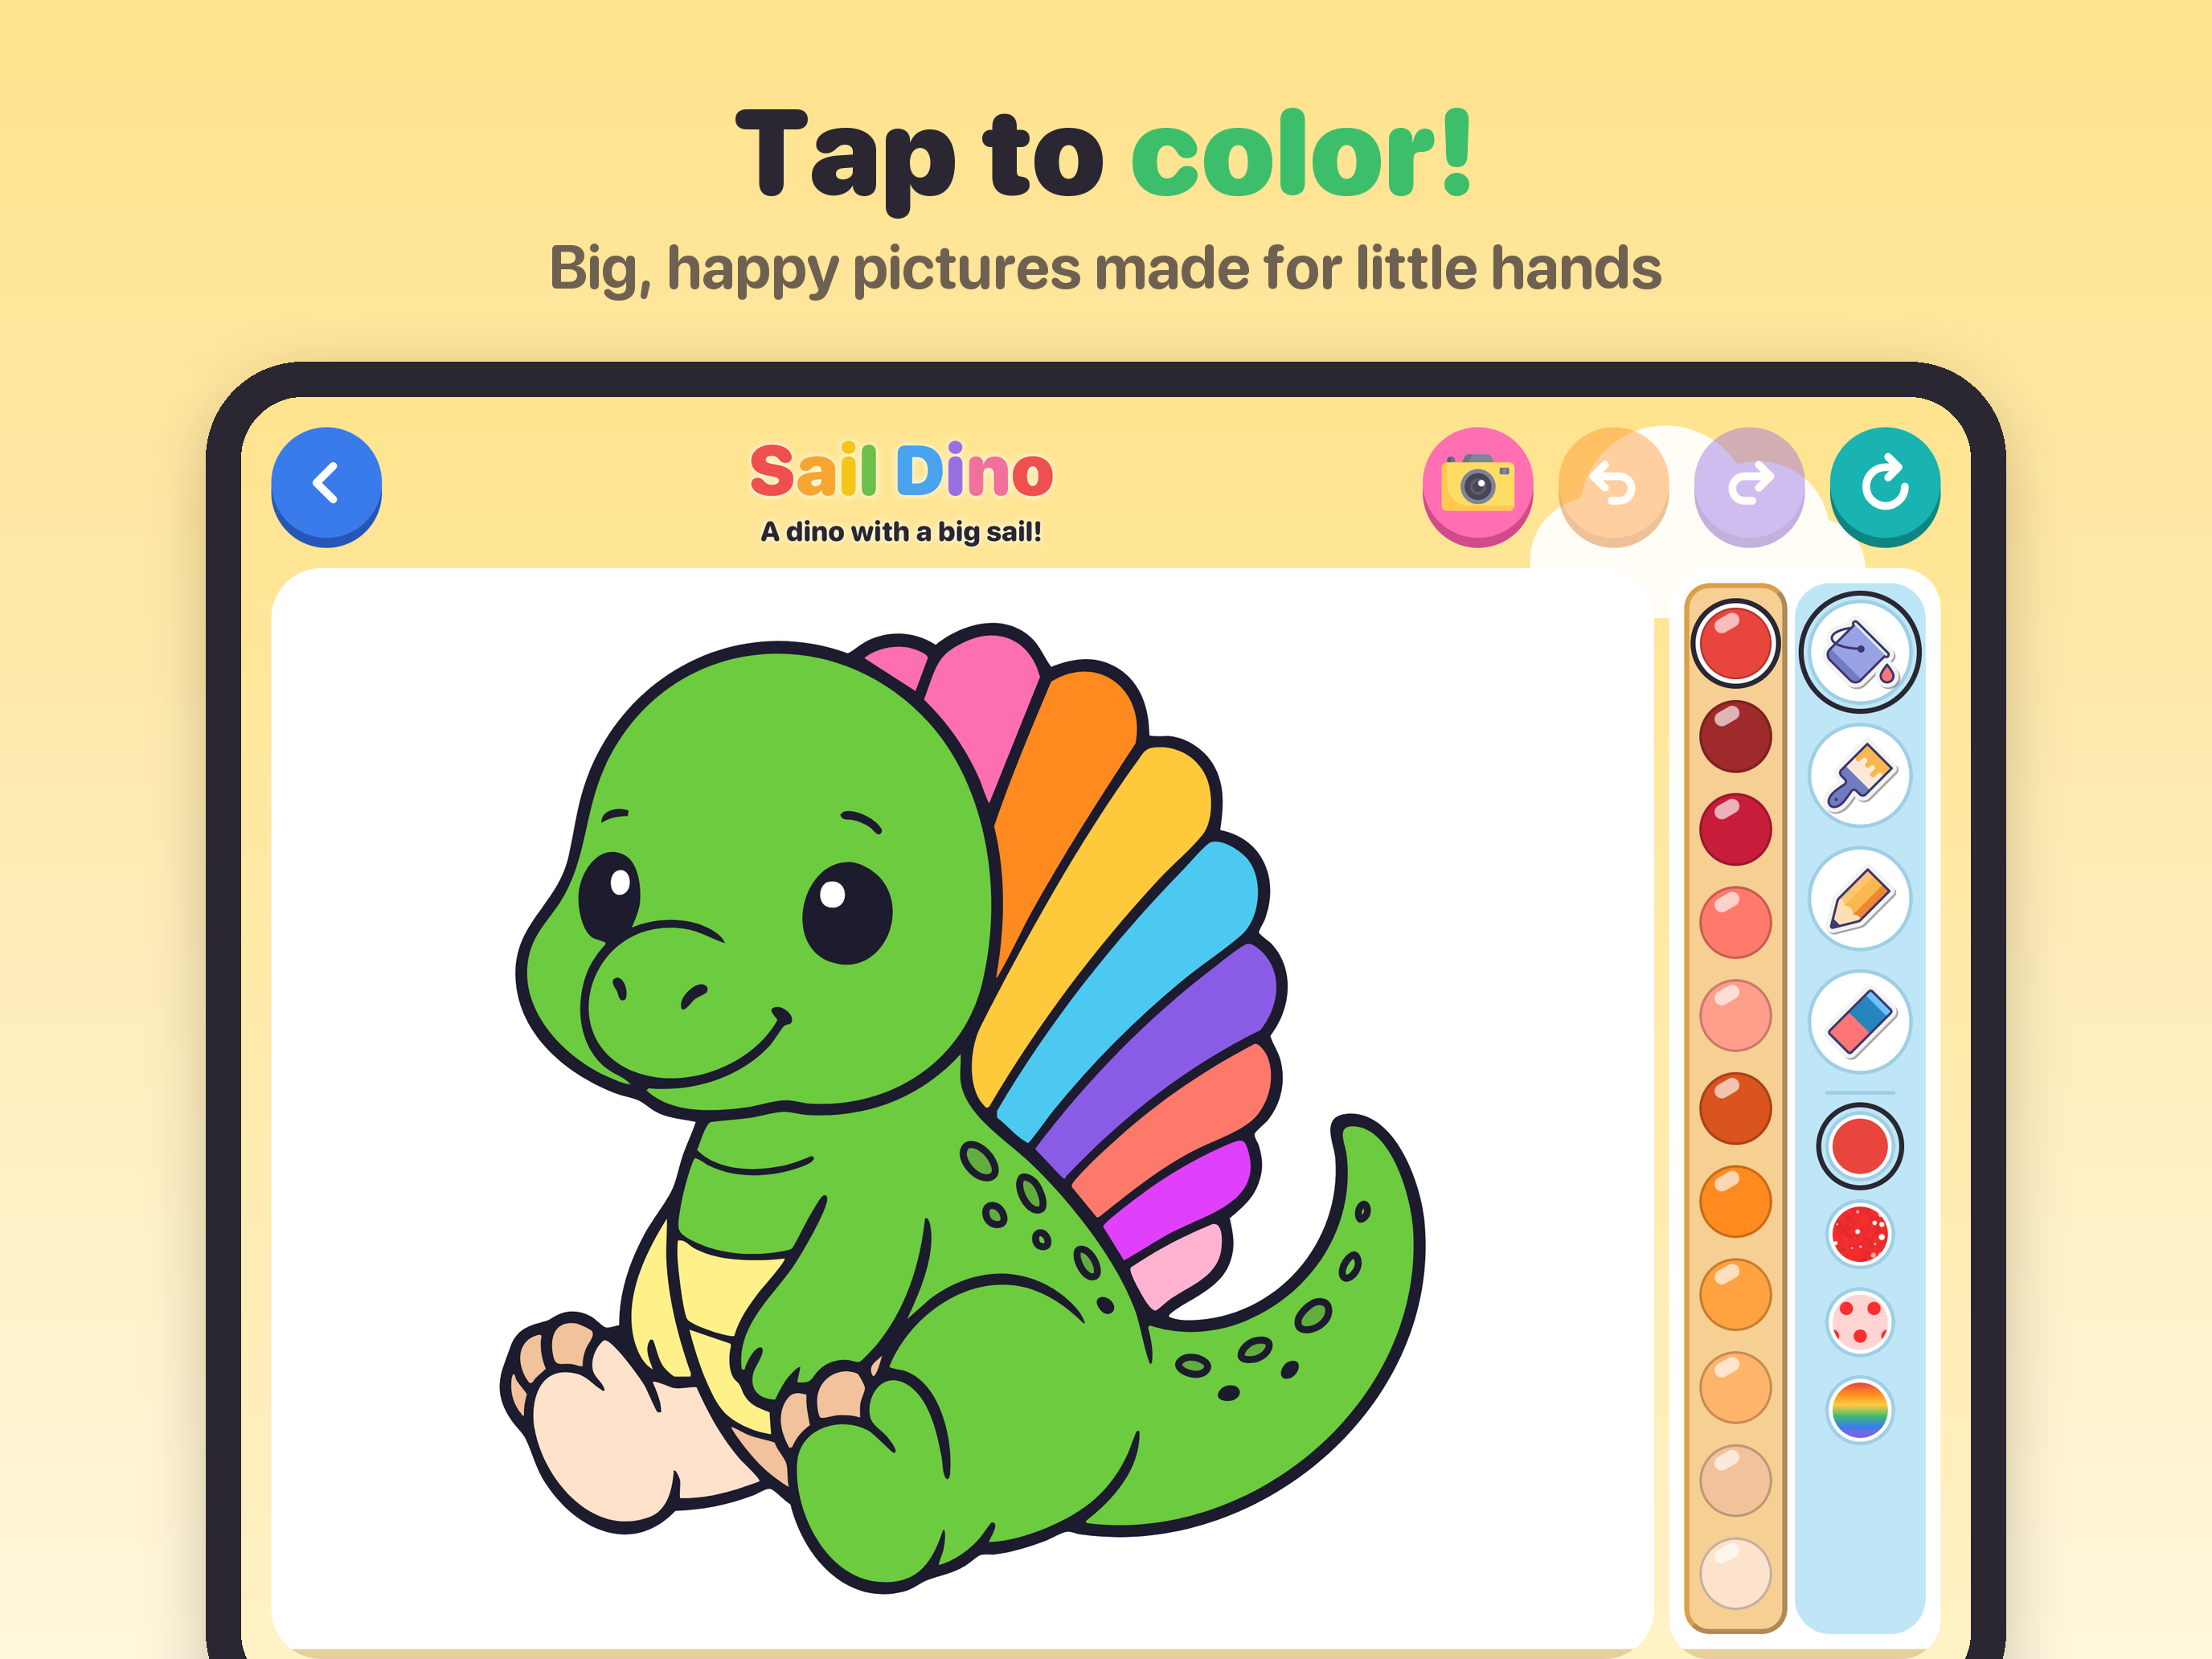 Tap to color!
Big, happy pictures made for little hands
Sail Dino
A dino with a big sail!